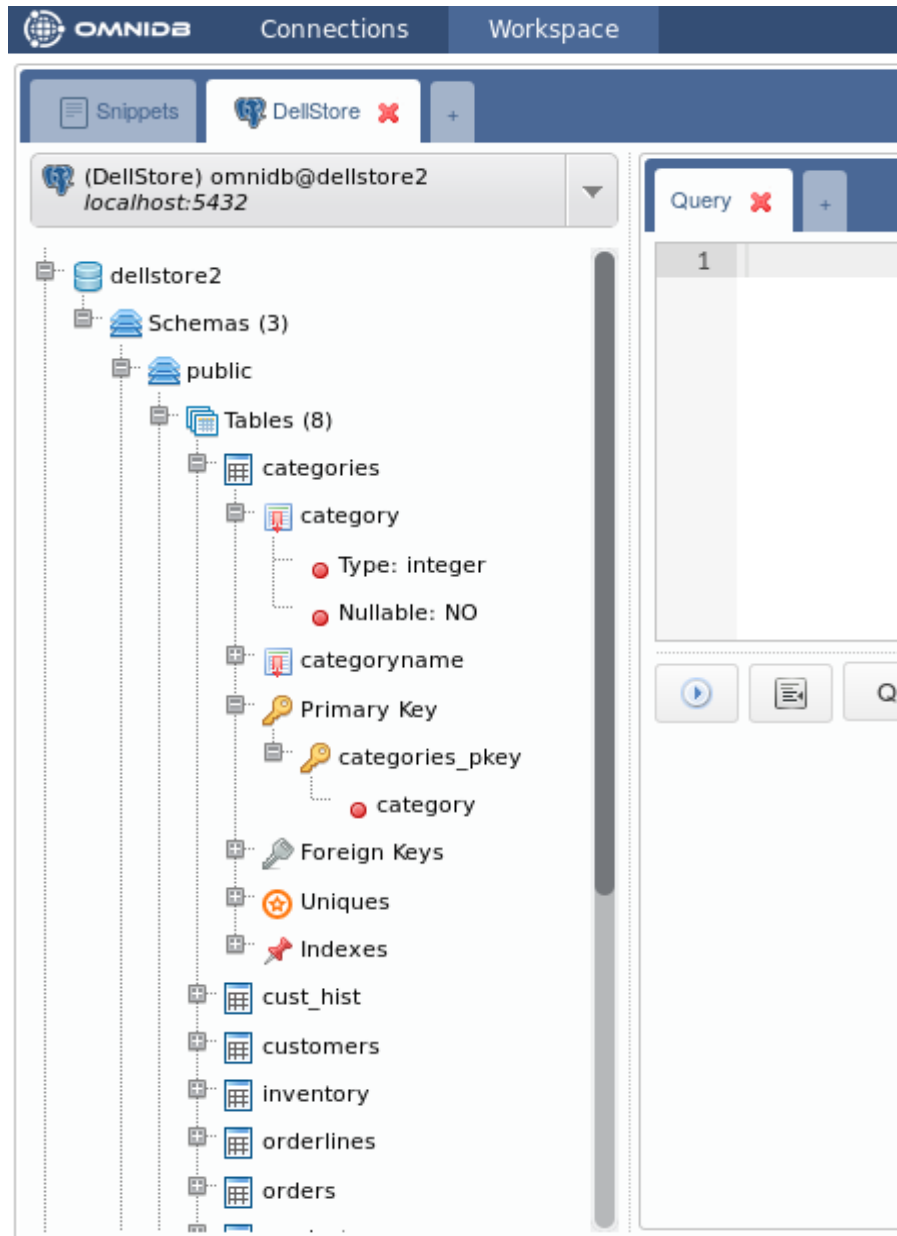 OMNIDB Connections Workspace
Snippets DellStore +
(DellStore) omnidb@dellstore2
localhost:5432
Query +
1
dellstore2
Schemas (3)
public
Tables (8)
categories
category
Type: integer
Nullable: NO
categoryname
Primary Key
categories_pkey
category
Foreign Keys
Uniques
Indexes
cust_hist
customers
inventory
orderlines
orders
Q